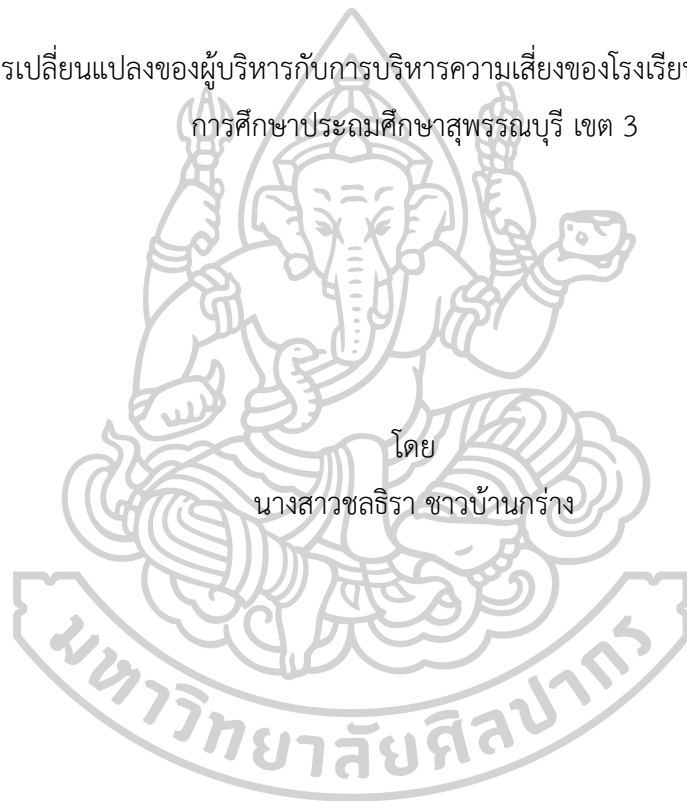 รเปลี่ยนแปลงของผู้บริหารกับการบริหารความเสี่ยงของโรงเรียน
การศึกษาประถมศึกษาสุพรรณบุรี เขต 3
โดย
นางสาวชลธิรา ชาวบ้านกร่าง
มหาวิทยาลัยศิลปากร